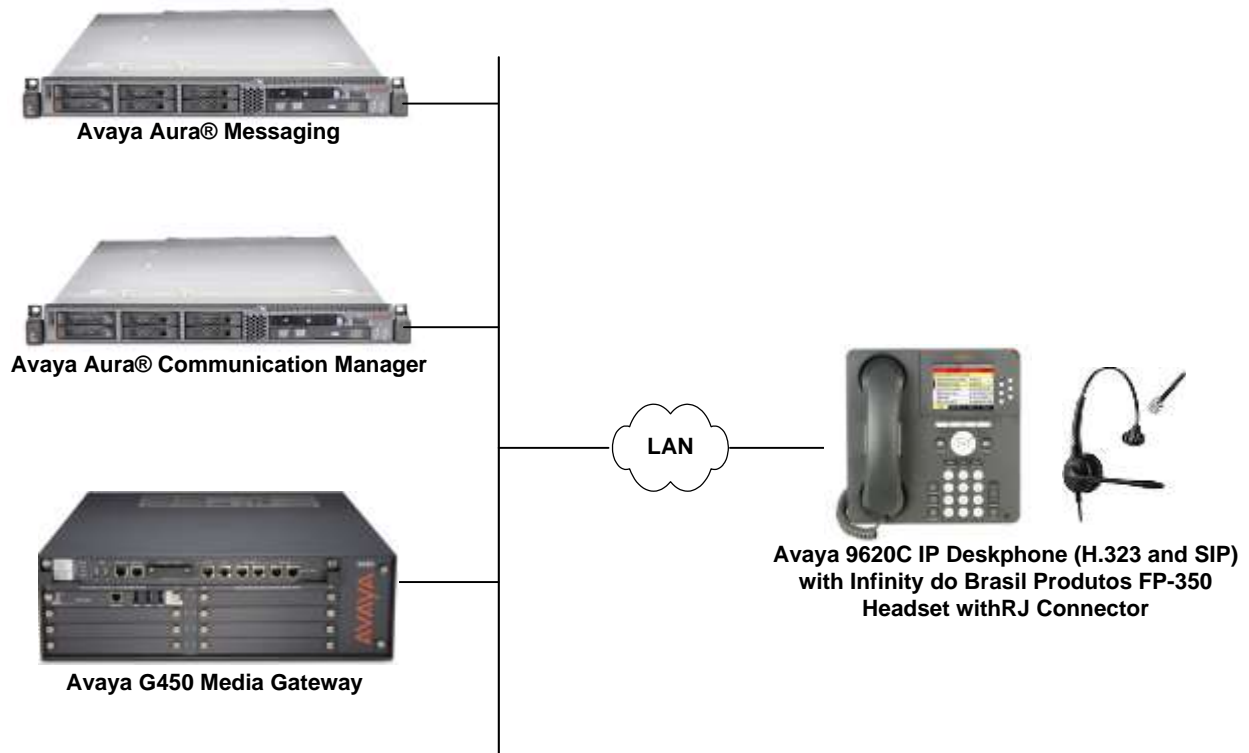 Avaya Aura® Messaging
Avaya Aura® Communication Manager
LAN
Avaya 9620C IP Deskphone (H.323 and SIP)
with Infinity do Brasil Produtos FP-350
Headset withRJ Connector
AVAYA
Avaya G450 Media Gateway